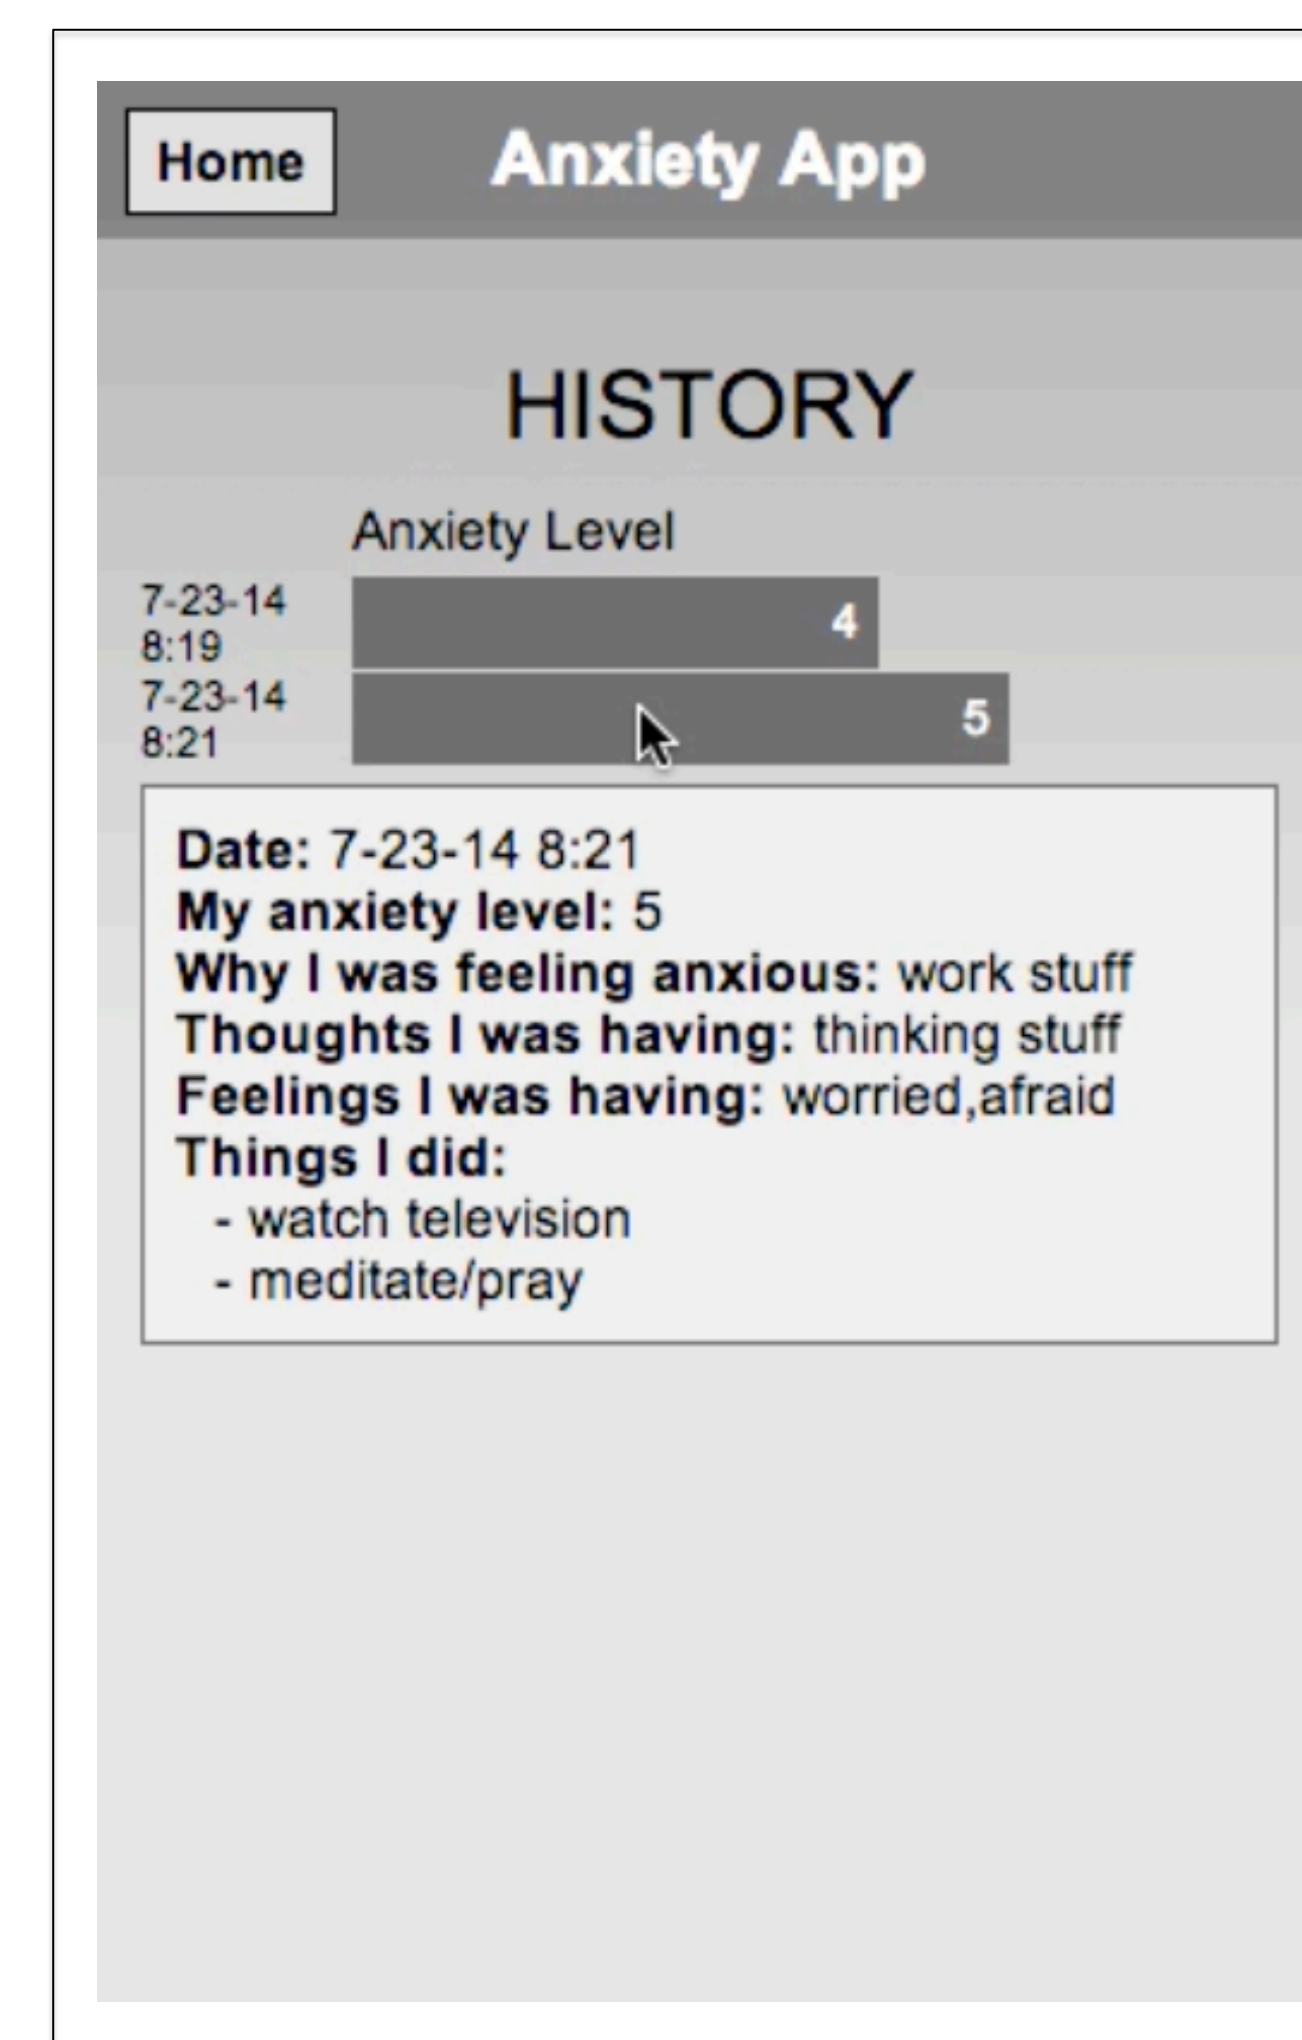 Home
Anxiety App
HISTORY
Anxiety Level
7-23-14
8:19
4
7-23-14
8:21
5
Date: 7-23-14 8:21
My anxiety level: 5
Why I was feeling anxious: work stuff
Thoughts I was having: thinking stuff
Feelings I was having: worried,afraid
Things I did:
- watch television
- meditate/pray